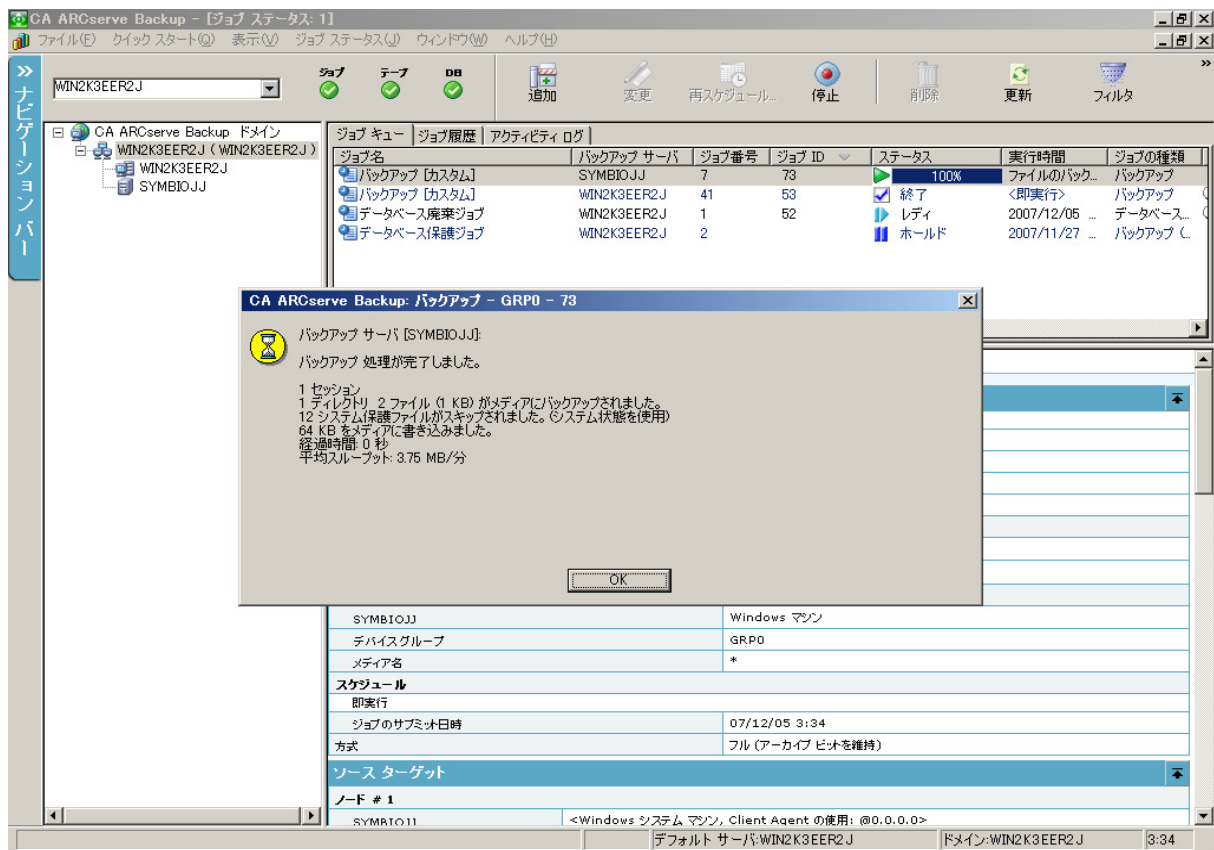 CA ARCserve Backup - [ジョブ ステータス: 1]
ファイル(F) クイック スタート(Q) 表示(V) ジョブ ステータス(J) ウィンドウ(W) ヘルプ(H)
ナビゲーション バー
WIN2K3EER2J
ジョブ テープ DB
追加 変更 再スケジュール... 停止 削除 更新 フィルタ
CA ARCserve Backup ドメイン
WIN2K3EER2J ( WIN2K3EER2J )
WIN2K3EER2J
SYMBIOJJ
ジョブ キュー ジョブ履歴 アクティビティ ログ
ジョブ名 バックアップ サーバ ジョブ番号 ジョブ ID ステータス 実行時間 ジョブの種類
バックアップ [カスタム] SYMBIOJJ 7 73 100% ファイルのバック... バックアップ
バックアップ [カスタム] WIN2K3EER2J 41 53 終了 <即実行> バックアップ
データベース廃棄ジョブ WIN2K3EER2J 1 52 レディ 2007/12/05 ... データベース...
データベース保護ジョブ WIN2K3EER2J 2 ホールド 2007/11/27 ... バックアップ (...
CA ARCserve Backup: バックアップ - GRP0 - 73
バックアップ サーバ [SYMBIOJJ]:
バックアップ 処理が完了しました。
1 セッション
1 ディレクトリ 2 ファイル (1 KB) がメディアにバックアップされました。
12 システム保護ファイルがスキップされました。(システム状態を使用)
64 KB をメディアに書き込みました。
経過時間: 0 秒
平均スループット: 3.75 MB/分
OK
SYMBIOJJ Windows マシン
デバイスグループ GRP0
メディア名 *
スケジュール
即実行
ジョブのサブミット日時 07/12/05 3:34
方式 フル (アーカイブ ビットを維持)
ソース ターゲット
ノード # 1
SYMBIOJJ <Windows システム マシン, Client Agent の使用: @0.0.0.0>
デフォルト サーバ:WIN2K3EER2J ドメイン:WIN2K3EER2J 3:34